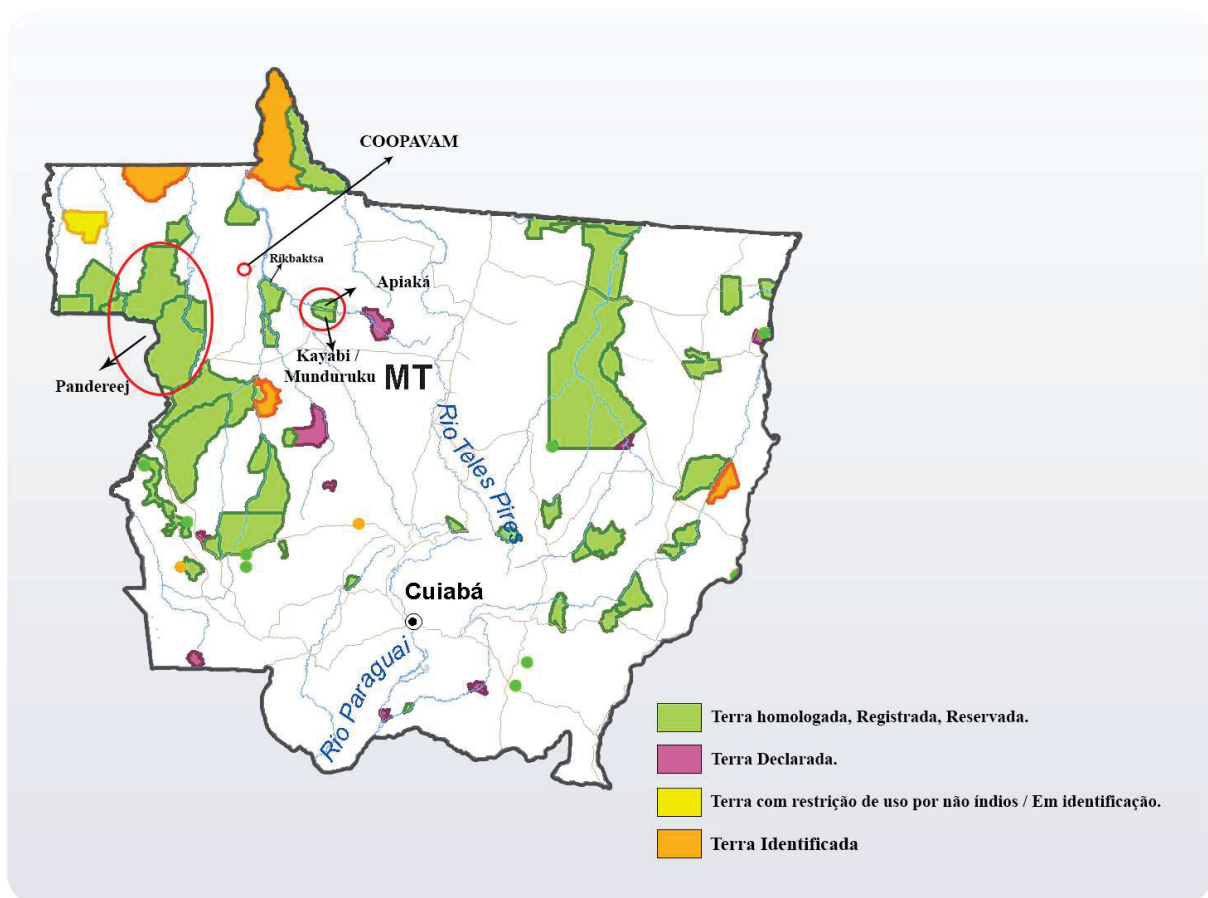 COOPAVAM
Rikbaktsa
Apiaká
Kayabi /
Munduruku
Pandereej
MT
Rio Teles Pires
Cuiabá
Rio Paraguai
Terra homologada, Registrada, Reservada.
Terra Declarada.
Terra com restrição de uso por não índios / Em identificação.
Terra Identificada